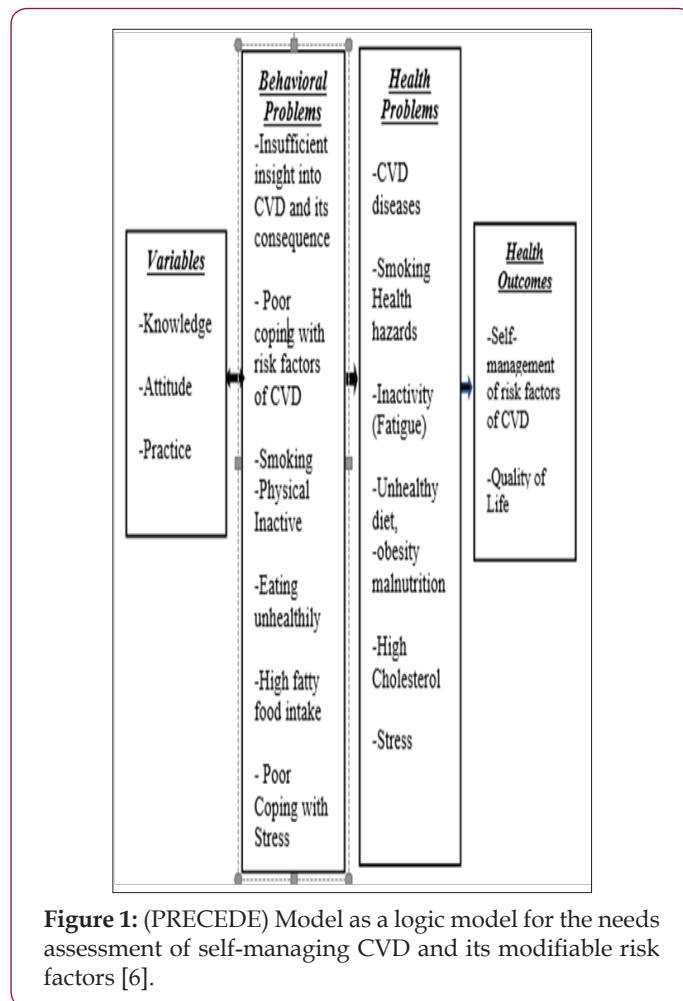 Variables
-Knowledge
-Attitude
-Practice
Behavioral
Problems
-Insufficient
insight into
CVD and its
consequence
- Poor
coping with
risk factors
of CVD
-Smoking
-Physical
Inactive
-Eating
unhealthily
-High fatty
food intake
- Poor
Coping with
Stress
Health
Problems
-CVD
diseases
-Smoking
Health
hazards
-Inactivity
(Fatigue)
-Unhealthy
diet,
-obesity
malnutrition
-High
Cholesterol
-Stress
Health
Outcomes
-Self-
management
of risk factors
of CVD
-Quality of
Life
Figure 1: (PRECEDE) Model as a logic model for the needs
assessment of self-managing CVD and its modifiable risk
factors [6].